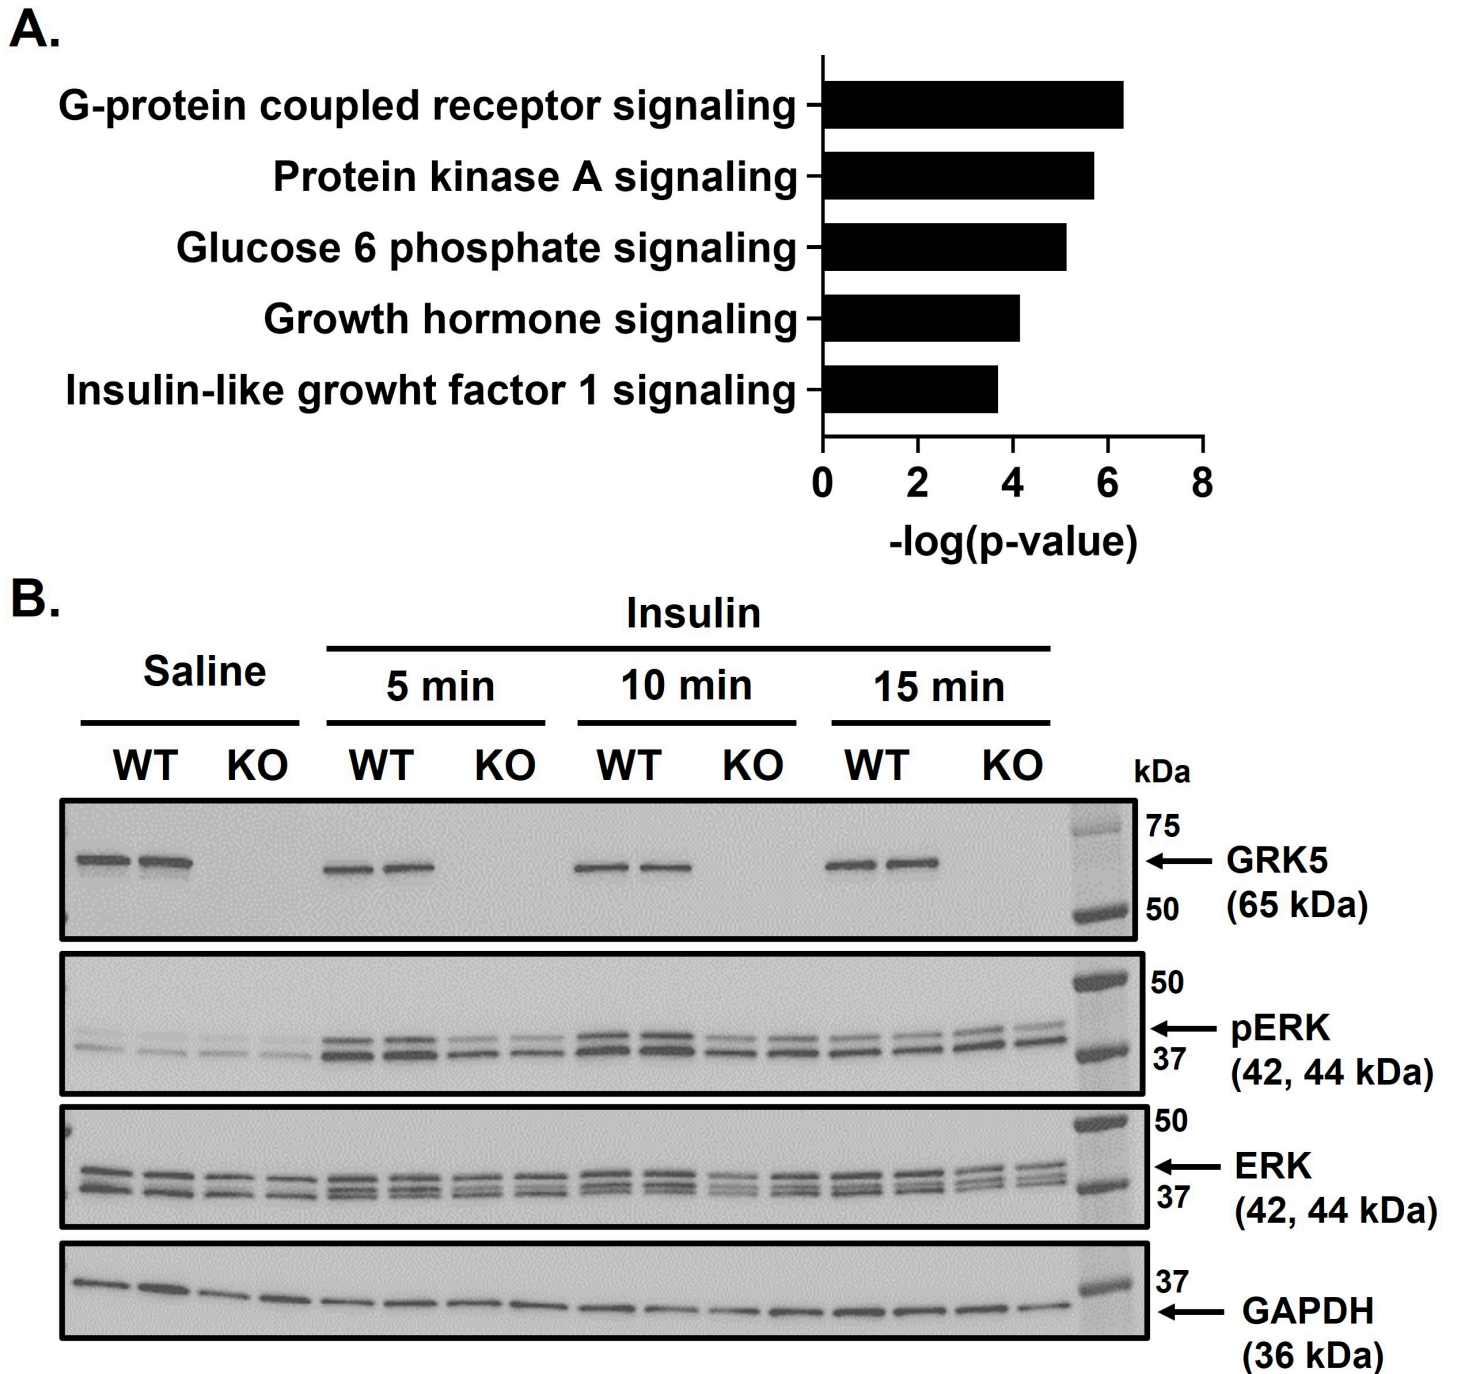 A.
G-protein coupled receptor signaling
Protein kinase A signaling
Glucose 6 phosphate signaling
Growth hormone signaling
Insulin-like growht factor 1 signaling
0 2 4 6 8
-log(p-value)
B.
Insulin
Saline
5 min 10 min 15 min
WT KO WT KO WT KO WT KO
kDa
75
GRK5
50
(65 kDa)
50
pERK
37
(42, 44 kDa)
50
ERK
37
(42, 44 kDa)
37
GAPDH
(36 kDa)